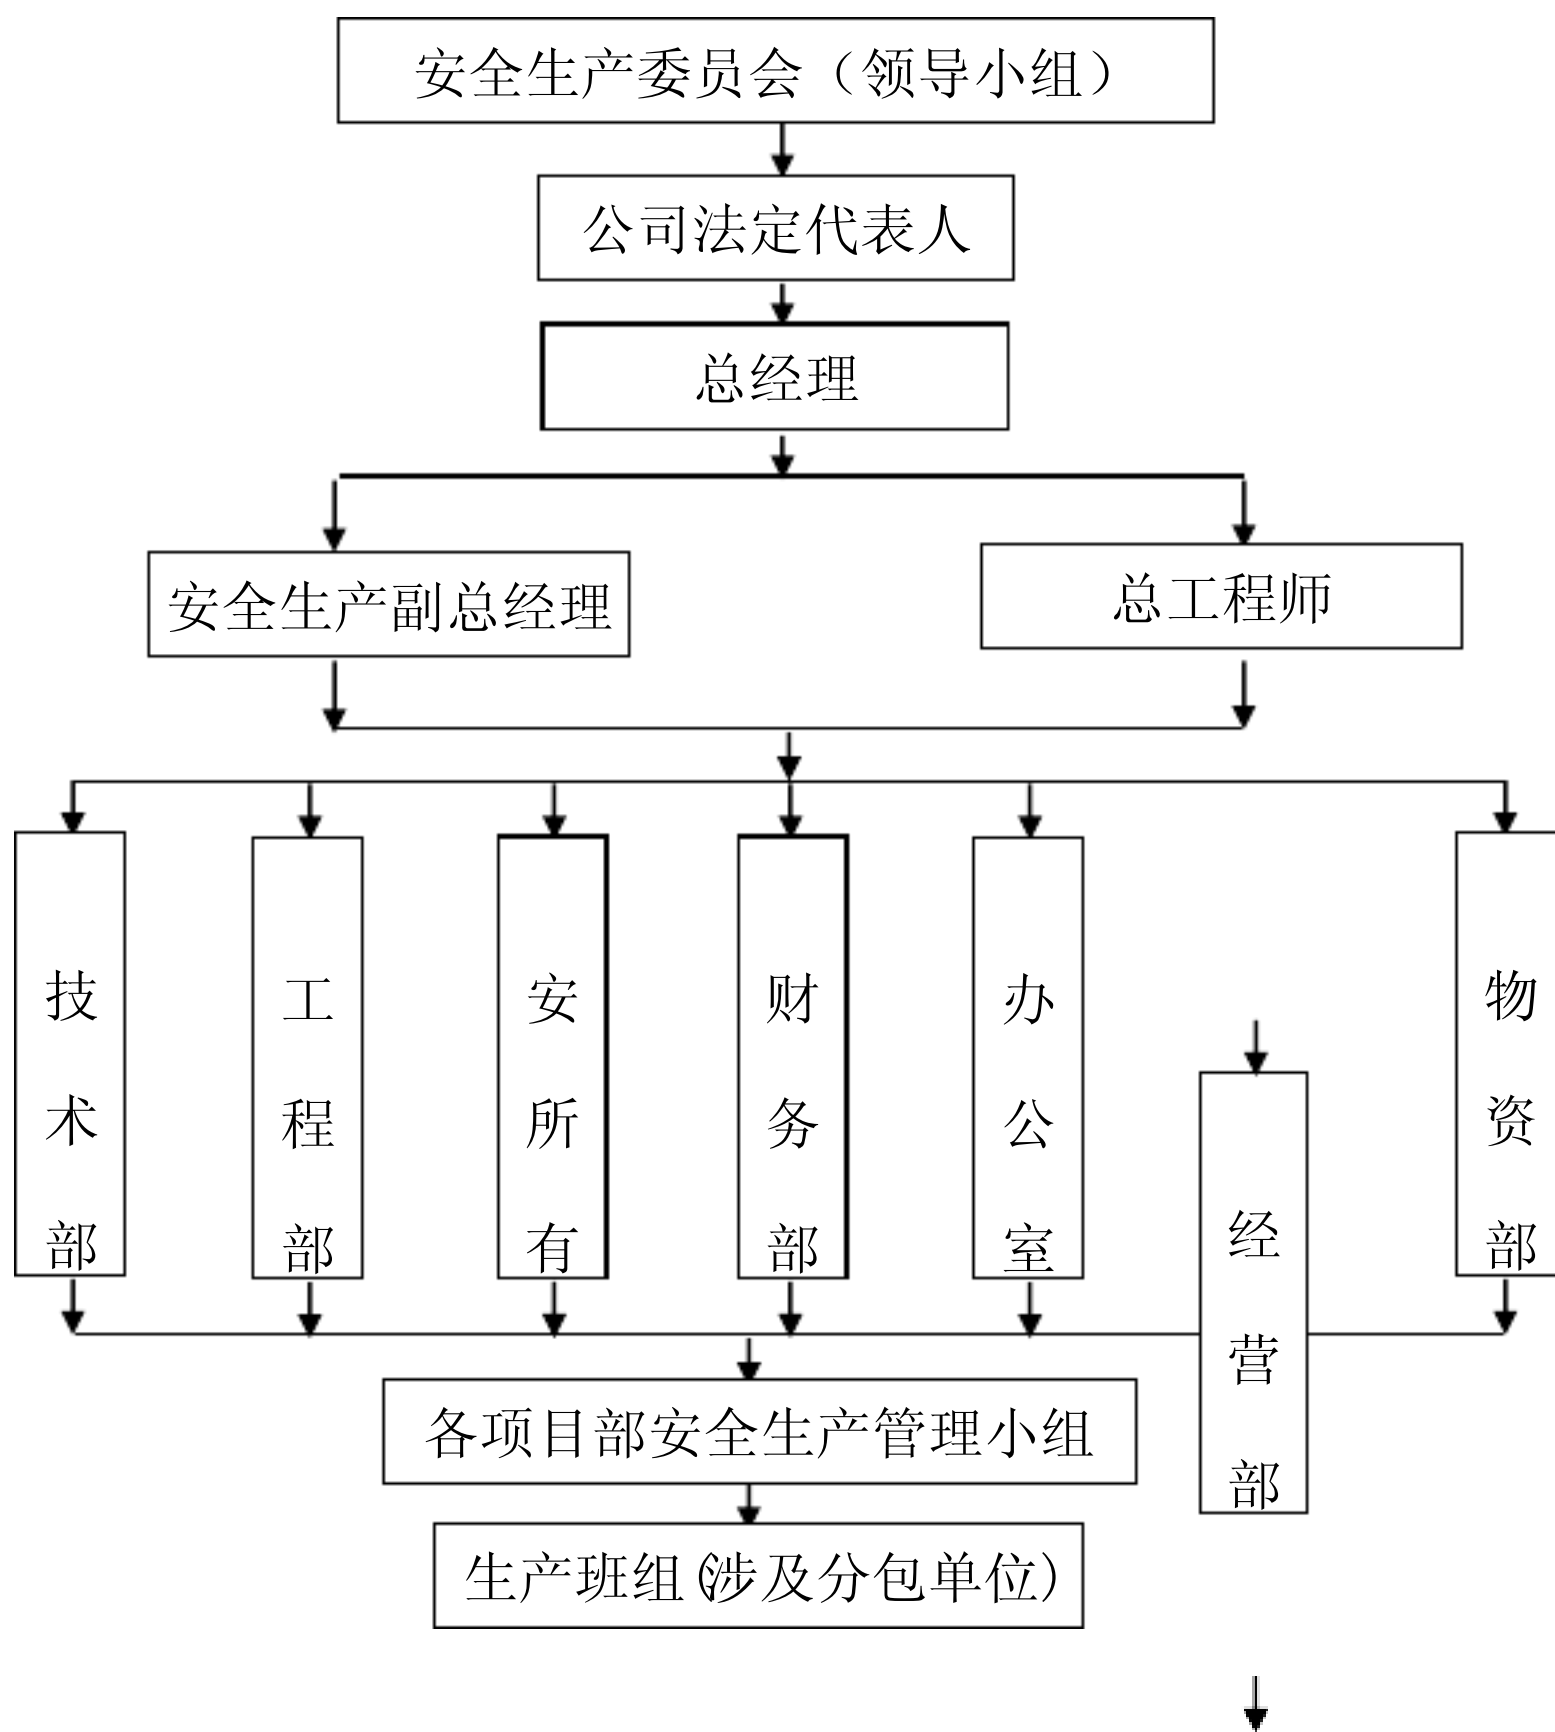 安全生产委员会（领导小组）
公司法定代表人
总经理
安全生产副总经理
总工程师
技术部
工程部
安所有
财务部
办公室
经营部
物资部
各项目部安全生产管理小组
生产班组(涉及分包单位)